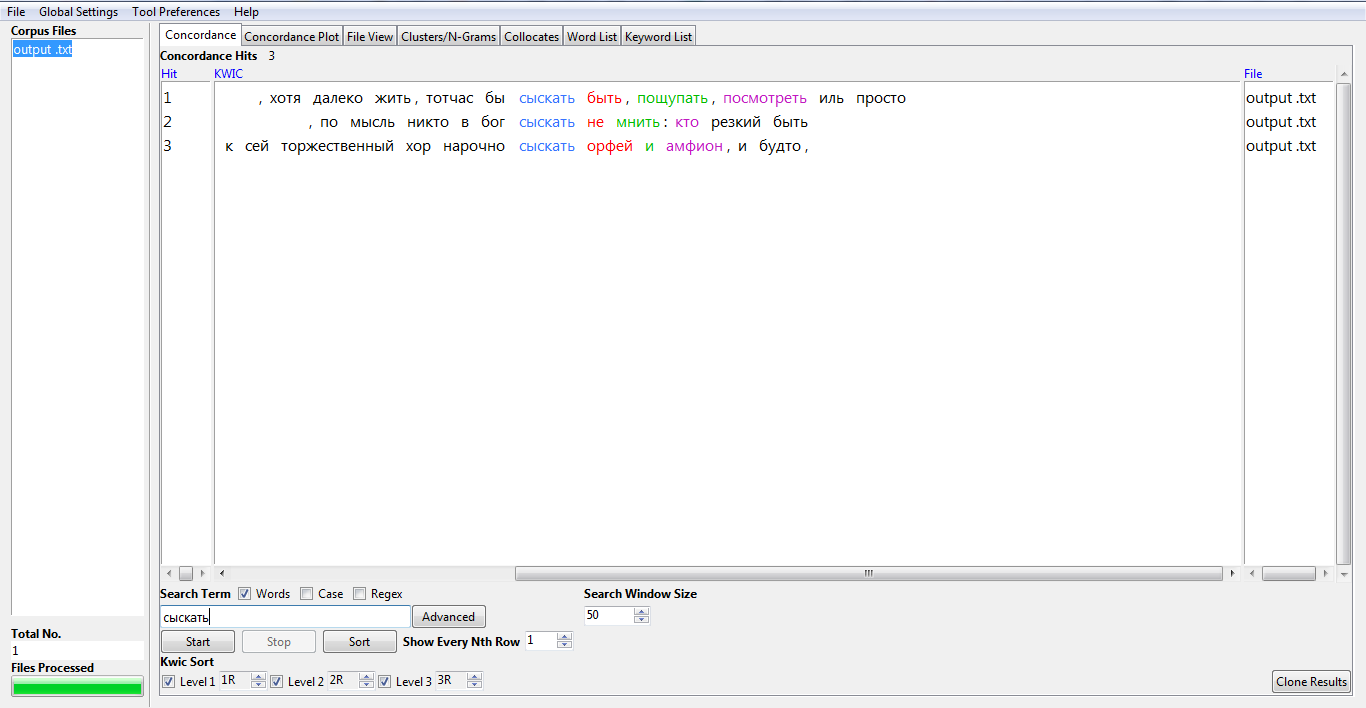 File Global Settings Tool Preferences Help
Corpus Files
output .txt
Concordance Concordance Plot File View Clusters/N-Grams Collocates Word List Keyword List
Concordance Hits 3
Hit KWIC File
1 , хотя далеко жить , тотчас бы сыскать быть , пощупать , посмотреть иль просто output .txt
2 , по мысль никто в бог сыскать не мнить : кто резкий быть output .txt
3 к сей торжественный хор нарочно сыскать орфей и амфион , и будто , output .txt
Search Term Words Case Regex Search Window Size
сыскать Advanced 50
Total No.
1
Start Stop Sort Show Every Nth Row 1
Files Processed
Kwic Sort
Level 1 1R Level 2 2R Level 3 3R Clone Results